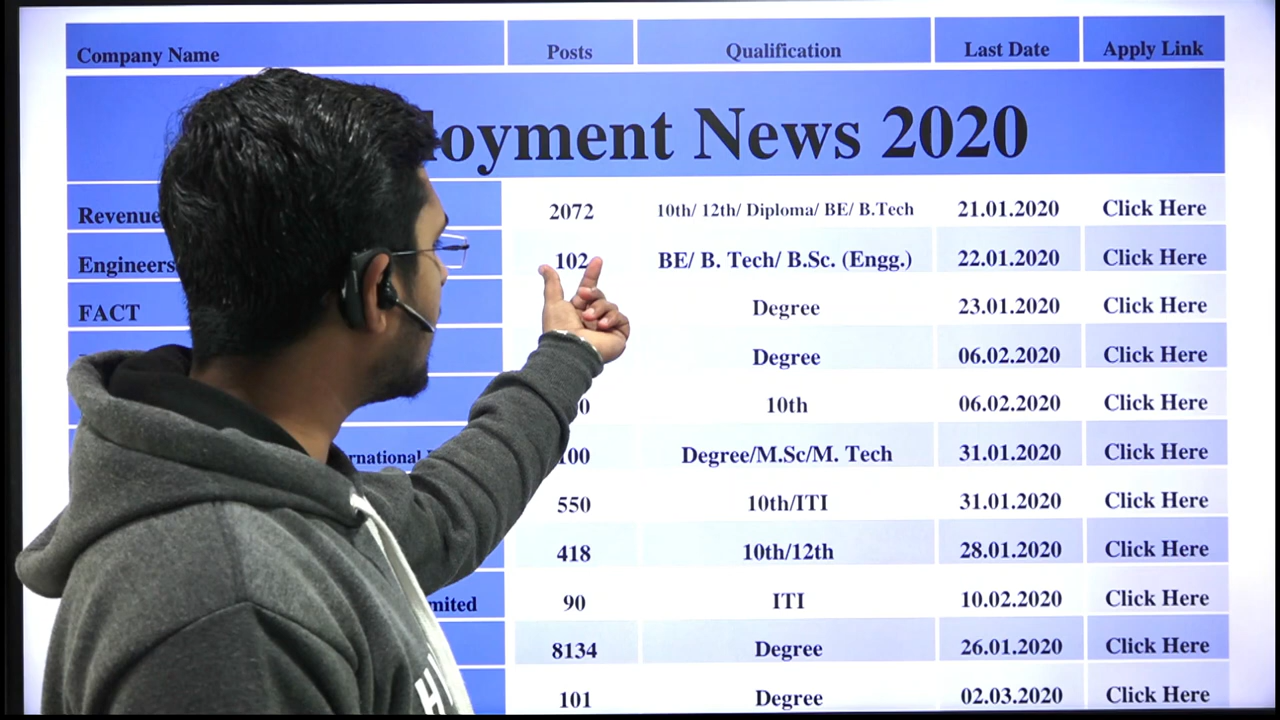 Company Name Posts Qualification Last Date Apply Link
loyment News 2020
Revenue 2072 10th/ 12th/ Diploma/ BE/ B.Tech 21.01.2020 Click Here
Engineers 102 BE/ B. Tech/ B.Sc. (Engg.) 22.01.2020 Click Here
FACT Degree 23.01.2020 Click Here
Degree 06.02.2020 Click Here
0 10th 06.02.2020 Click Here
rnational 100 Degree/M.Sc/M. Tech 31.01.2020 Click Here
550 10th/ITI 31.01.2020 Click Here
418 10th/12th 28.01.2020 Click Here
mited 90 ITI 10.02.2020 Click Here
8134 Degree 26.01.2020 Click Here
101 Degree 02.03.2020 Click Here
H